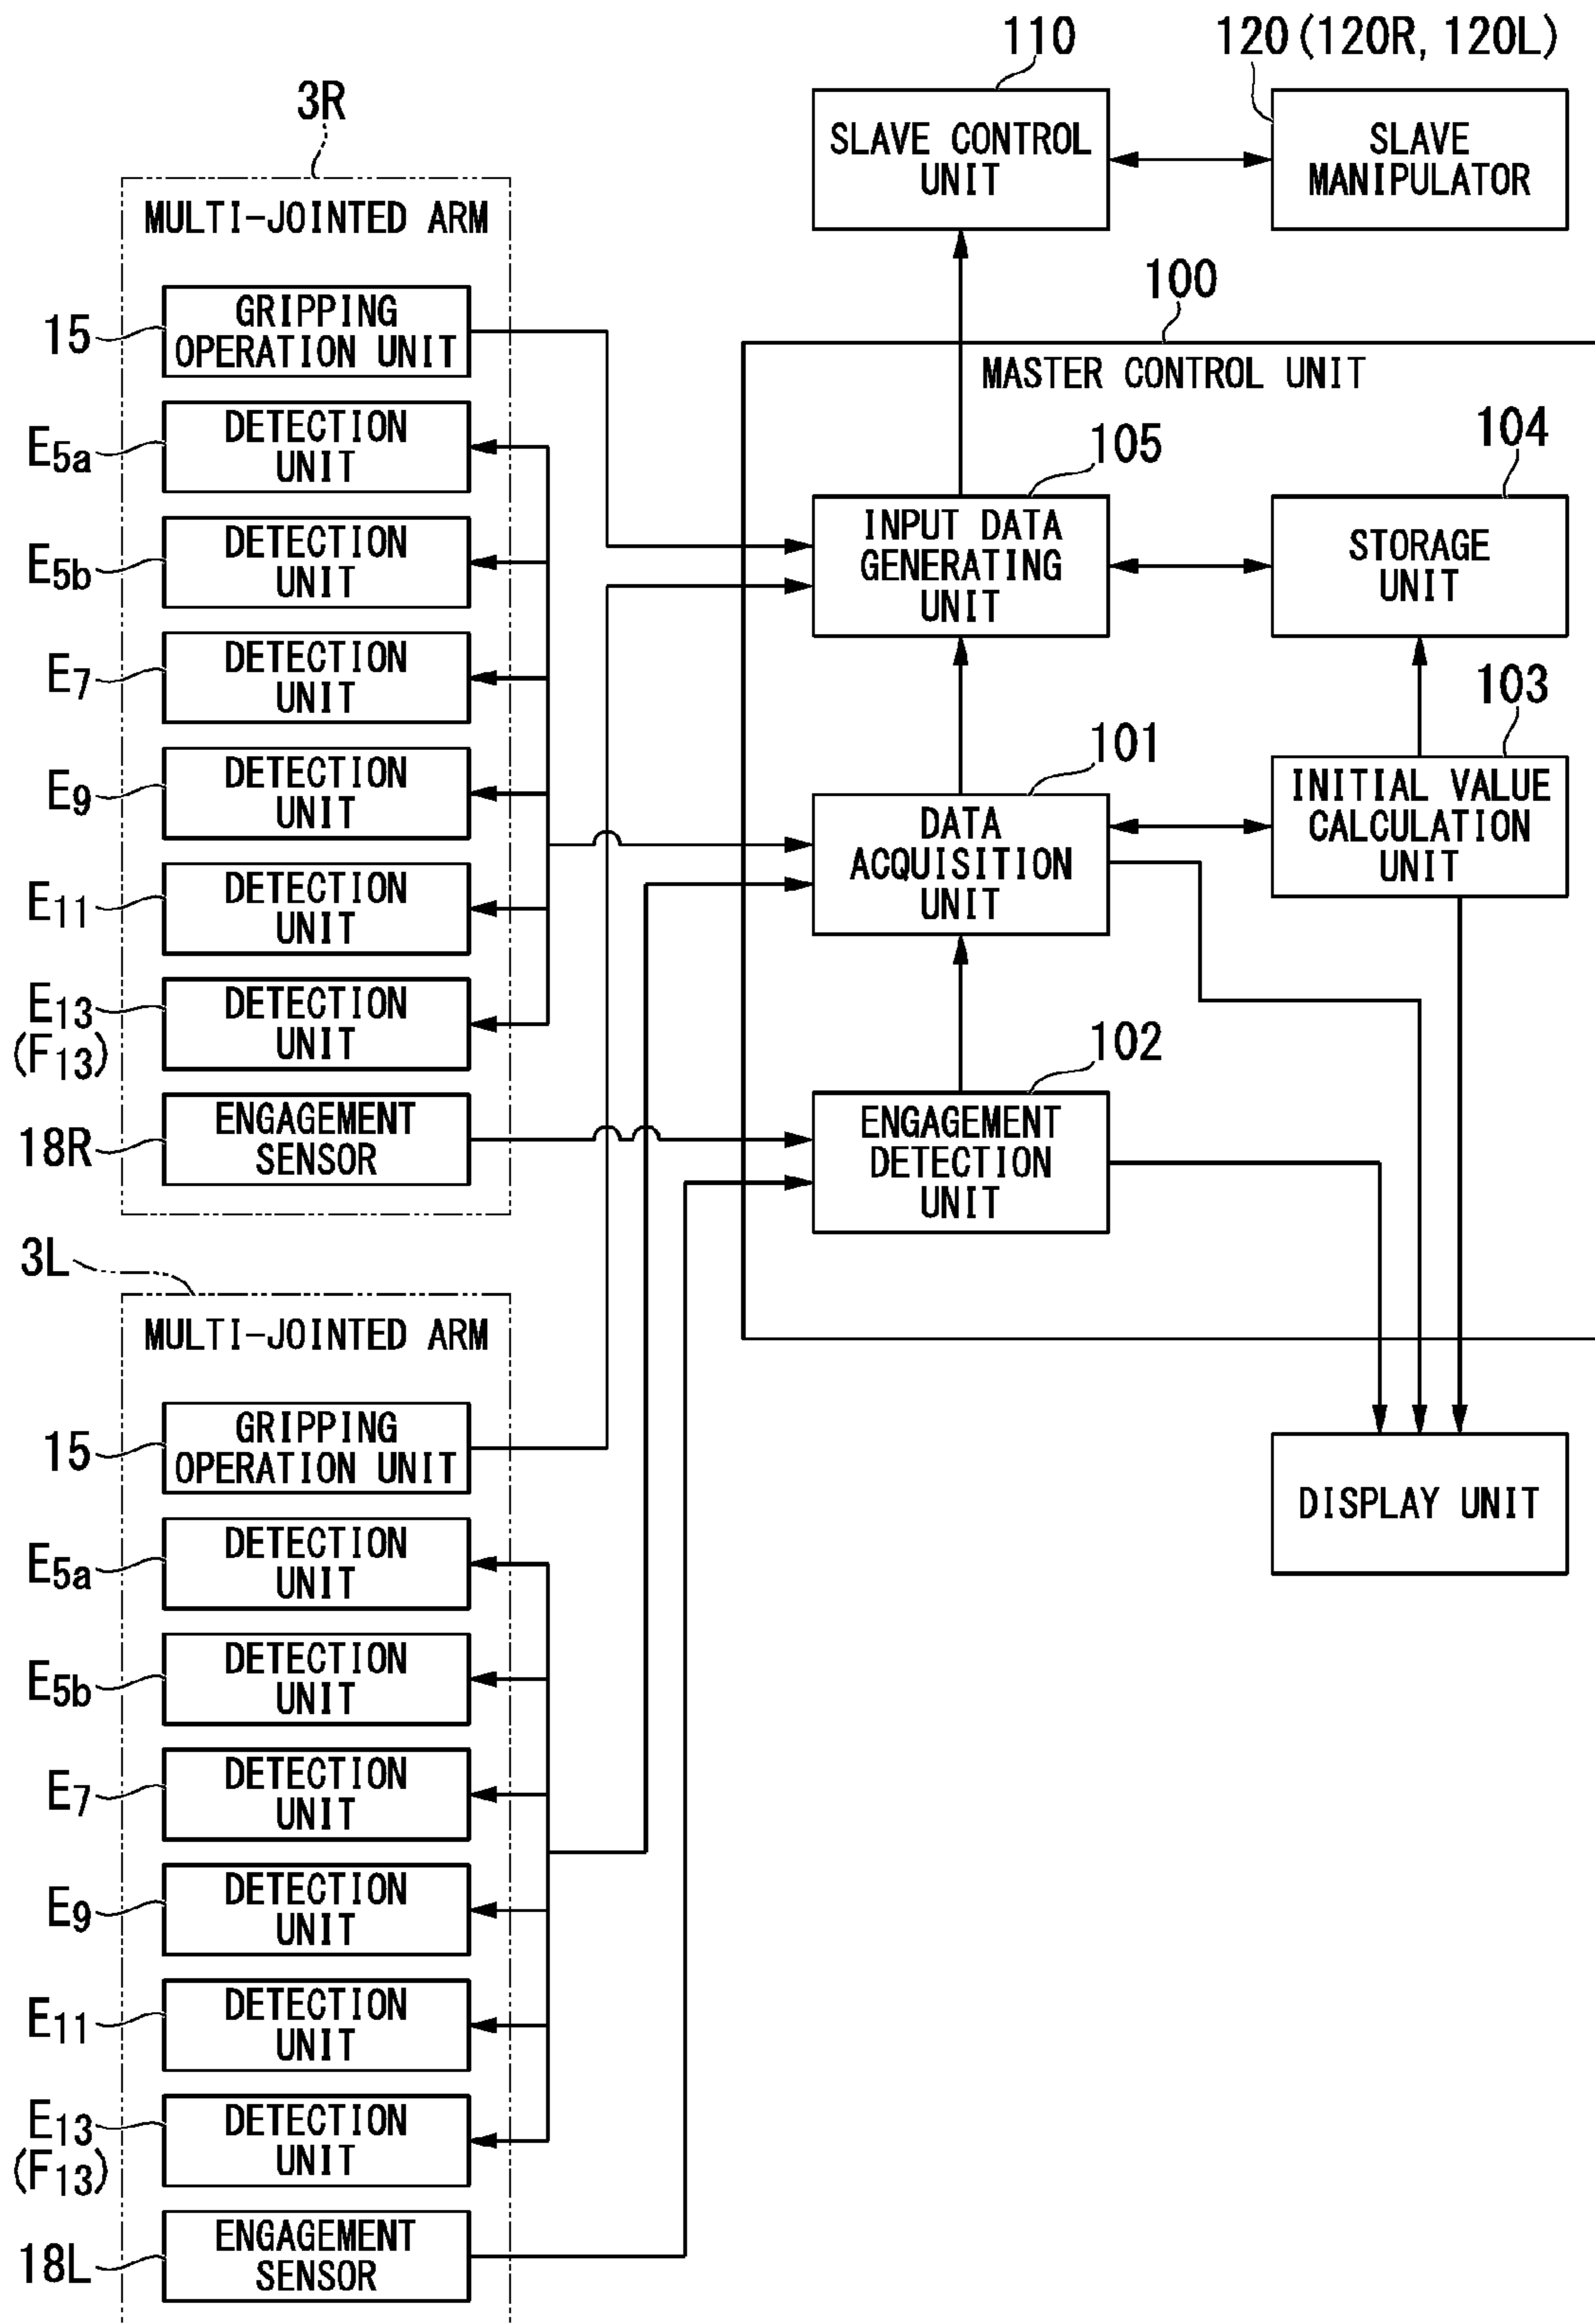 110
120 (120R, 120L)
SLAVE CONTROL
UNIT
SLAVE
MANIPULATOR
3R
MULTI-JOINTED ARM
15
GRIPPING
OPERATION UNIT
E5a
DETECTION
UNIT
E5b
DETECTION
UNIT
E7
DETECTION
UNIT
E9
DETECTION
UNIT
E11
DETECTION
UNIT
E13
(F13)
DETECTION
UNIT
18R
ENGAGEMENT
SENSOR
100
MASTER CONTROL UNIT
105
INPUT DATA
GENERATING
UNIT
104
STORAGE
UNIT
101
DATA
ACQUISITION
UNIT
103
INITIAL VALUE
CALCULATION
UNIT
102
ENGAGEMENT
DETECTION
UNIT
3L
MULTI-JOINTED ARM
15
GRIPPING
OPERATION UNIT
E5a
DETECTION
UNIT
E5b
DETECTION
UNIT
E7
DETECTION
UNIT
E9
DETECTION
UNIT
E11
DETECTION
UNIT
E13
(F13)
DETECTION
UNIT
18L
ENGAGEMENT
SENSOR
DISPLAY UNIT